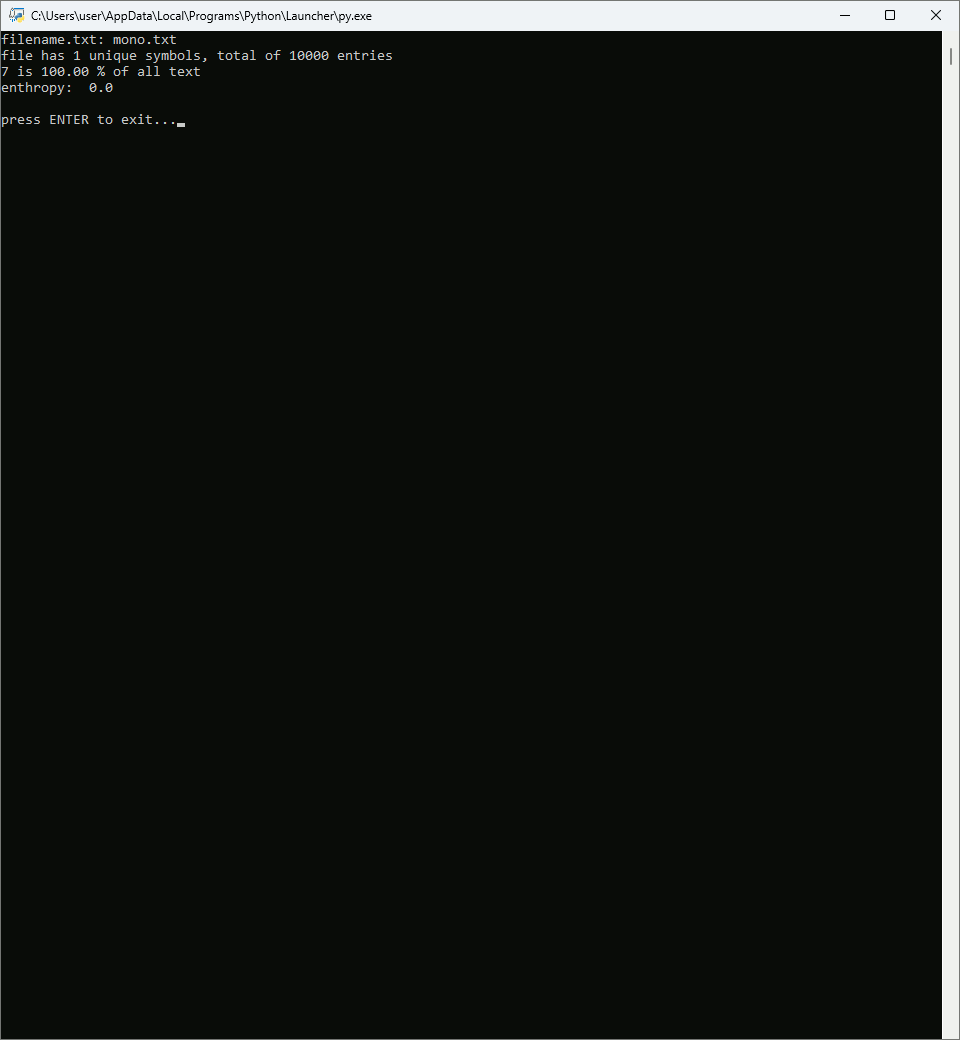 C:\Users\user\AppData\Local\Programs\Python\Launcher\py.exe
filename.txt: mono.txt
file has 1 unique symbols, total of 10000 entries
7 is 100.00 % of all text
enthropy:  0.0
press ENTER to exit...